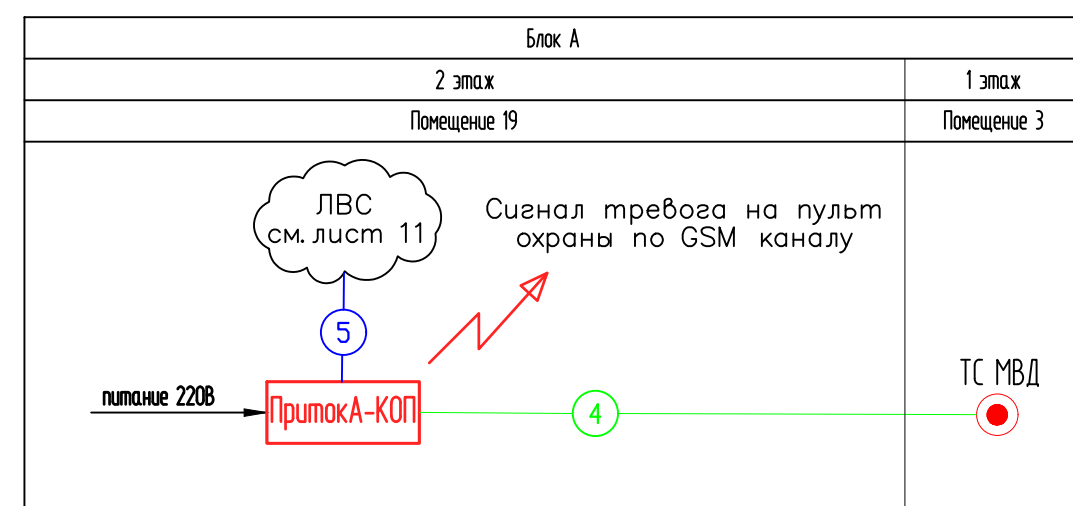 Блок А
2 этаж
1 этаж
Помещение 19
Помещение 3
ЛВС
см. лист 11
Сигнал тревога на пульт
охраны по GSM каналу
5
ТС МВД
питание 220В
ПритокА-КОП
4